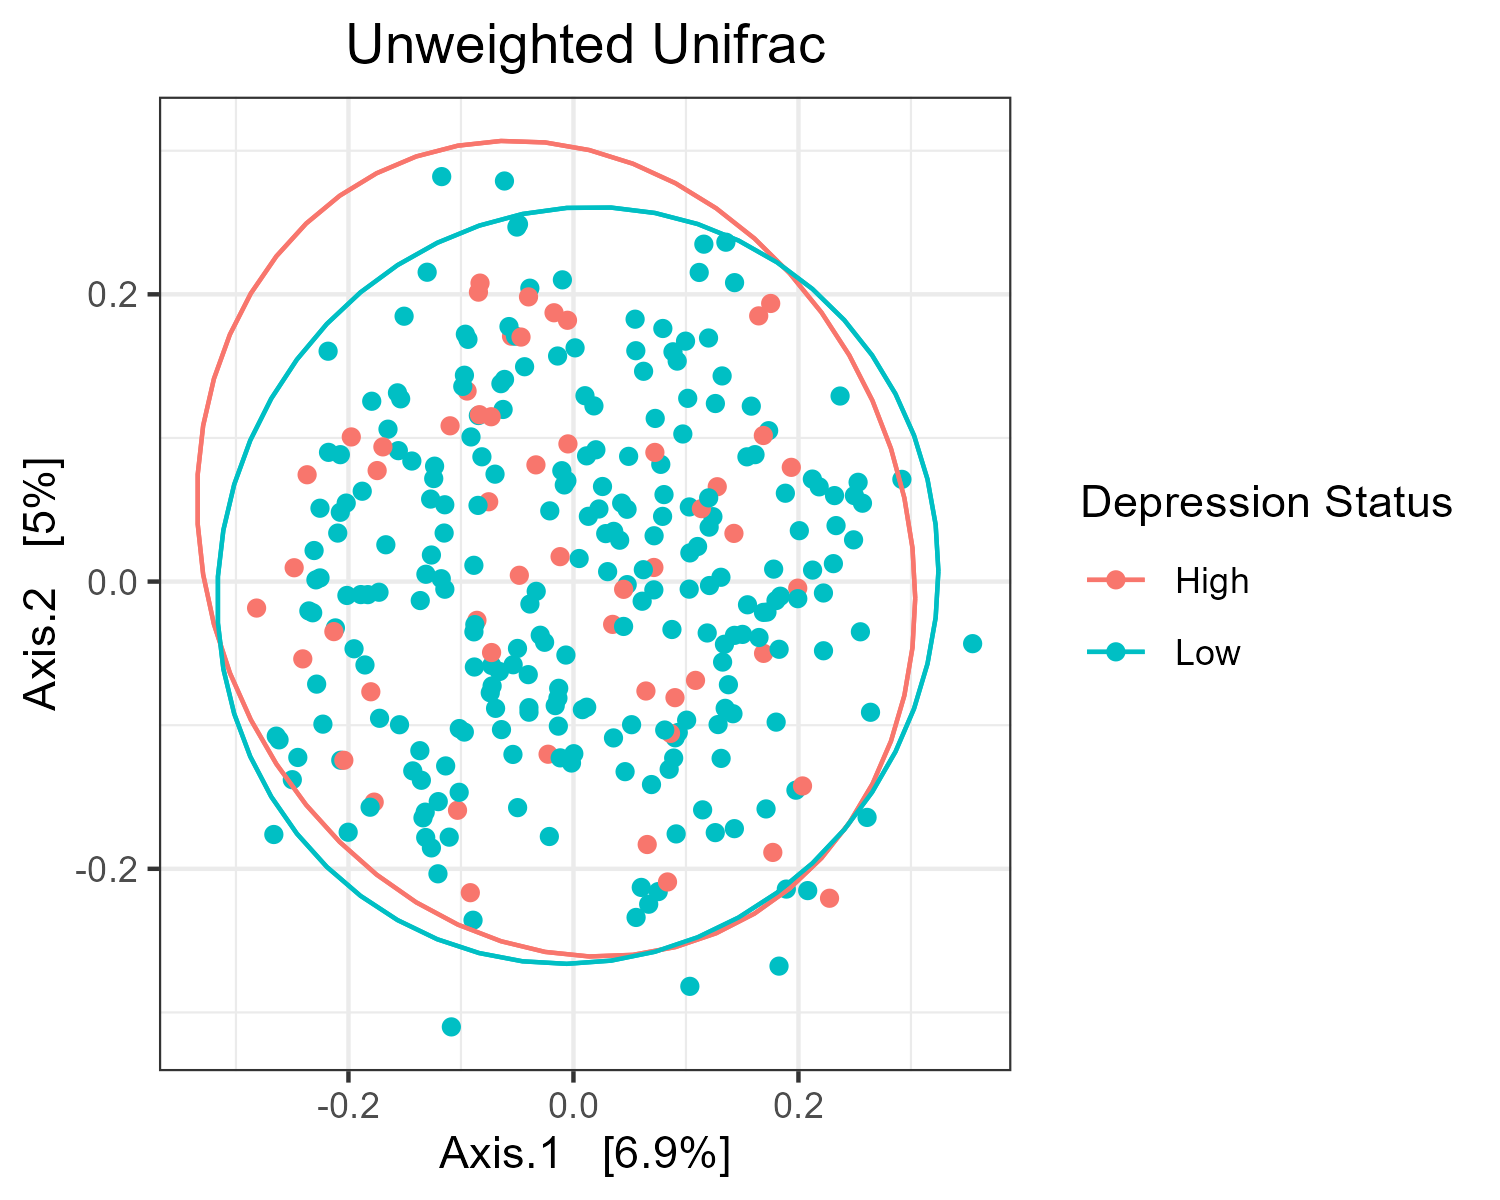 Unweighted Unifrac
0.2
0.0
-0.2
Axis.2 [5%]
-0.2 0.0 0.2
Axis.1 [6.9%]
Depression Status
High
Low